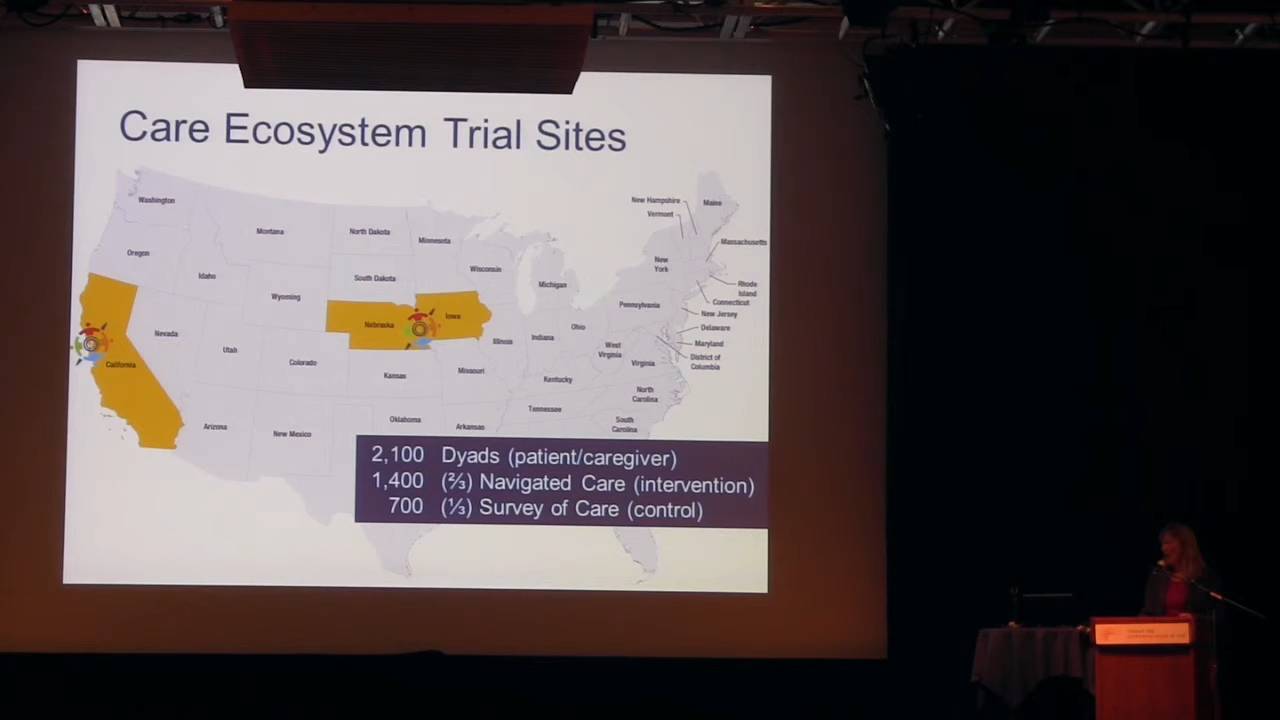 Care Ecosystem Trial Sites
Washington
Oregon
California
Nevada
Idaho
Montana
Wyoming
Utah
Arizona
Colorado
New Mexico
North Dakota
South Dakota
Nebraska
Kansas
Oklahoma
Minnesota
Iowa
Missouri
Arkansas
Wisconsin
Illinois
Michigan
Indiana
Ohio
Kentucky
Tennessee
West
Virginia
Virginia
North
Carolina
South
Carolina
Pennsylvania
New
York
New Hampshire
Vermont
Maine
Massachusetts
Rhode
Island
Connecticut
New Jersey
Delaware
Maryland
District of
Columbia
2,100 Dyads (patient/caregiver)
1,400 (⅔) Navigated Care (intervention)
700 (⅓) Survey of Care (control)